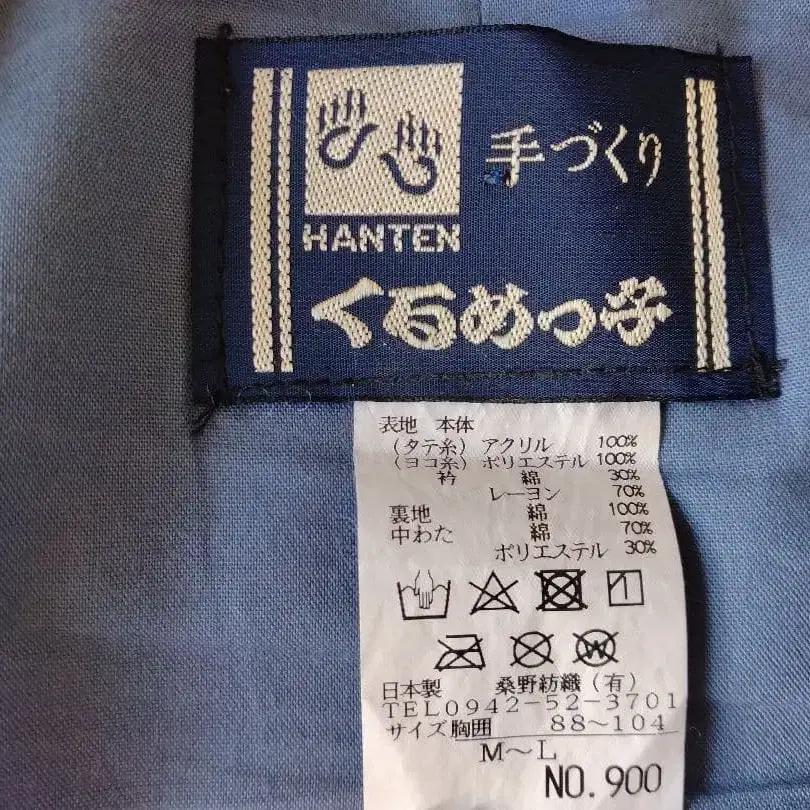 手づくり
HANTEN
くるめっ子
表地 本体
(タテ糸) アクリル 100%
(ヨコ糸) ポリエステル 100%
衿 綿 30%
レーヨン 70%
裏地 綿 100%
中わた 綿 70%
ポリエステル 30%
日本製 桑野紡織(有)
TEL0942-52-3701
サイズ胸囲 88〜104
M〜L
NO.900